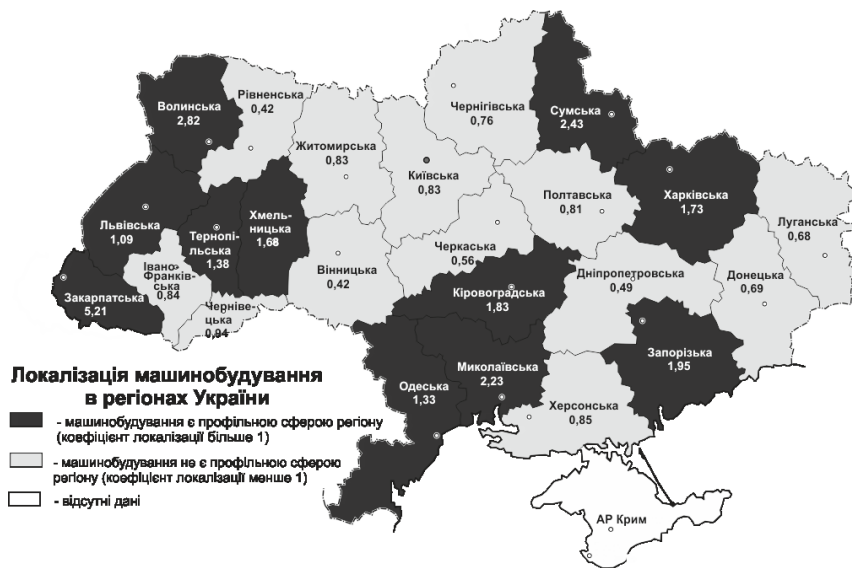 Волинська
2,82
Рівненська
0,42
Житомирська
0,83
Київська
0,83
Чернігівська
0,76
Сумська
2,43
Львівська
1,09
Тернопі-
льська
1,38
Хмель-
ницька
1,68
Вінницька
0,42
Черкаська
0,56
Полтавська
0,81
Харківська
1,73
Луганська
0,68
Закарпатська
5,21
Івано-
Франків-
ська
0,84
Черніве-
цька
0,94
Кіровоградська
1,83
Дніпропетровська
0,49
Донецька
0,69
Одеська
1,33
Миколаївська
2,23
Запорізька
1,95
Херсонська
0,85
АР Крим
Локалізація машинобудування
в регіонах України
- машинобудування є профільною сферою регіону
(коефіцієнт локалізації більше 1)
- машинобудування не є профільною сферою
регіону (коефіцієнт локалізації менше 1)
- відсутні дані